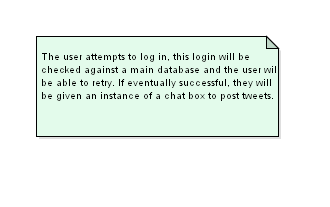 The user attempts to log in, this login will be
checked against a main database and the user will
be able to retry. If eventually successful, they will
be given an instance of a chat box to post tweets.